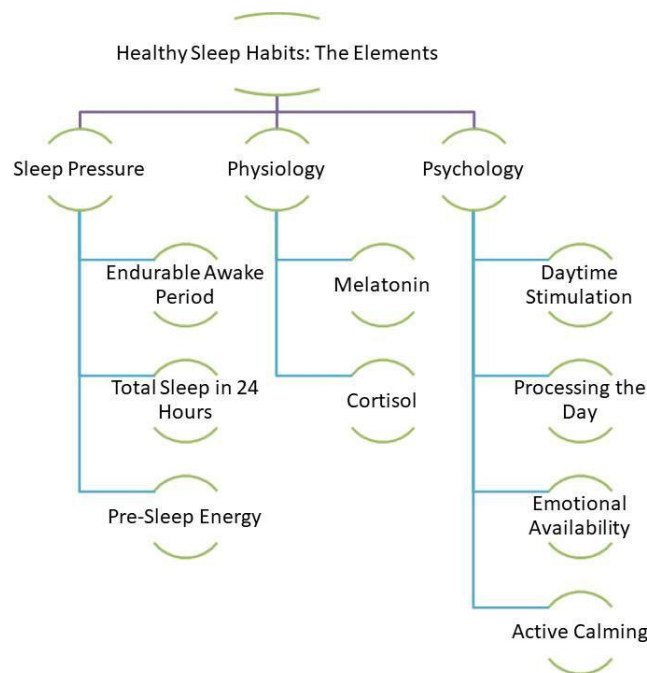 Healthy Sleep Habits: The Elements
Sleep Pressure
Endurable Awake
Period
Total Sleep in 24
Hours
Pre-Sleep Energy
Physiology
Melatonin
Cortisol
Psychology
Daytime
Stimulation
Processing the
Day
Emotional
Availability
Active Calming